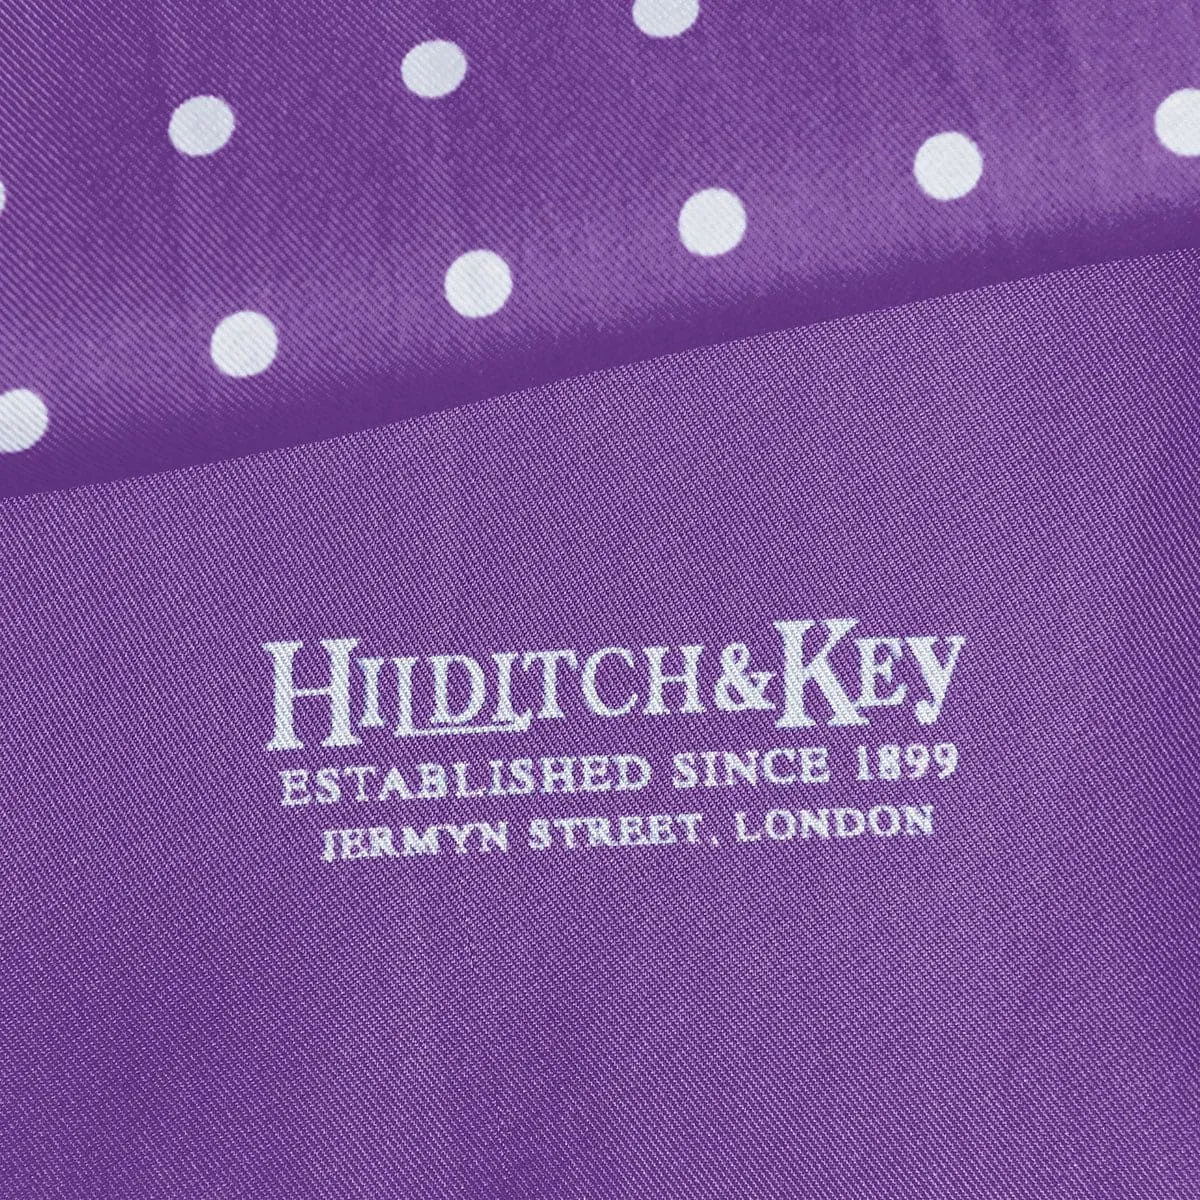 HILDITCH&KEY
ESTABLISHED SINCE 1899
JERMYN STREET, LONDON